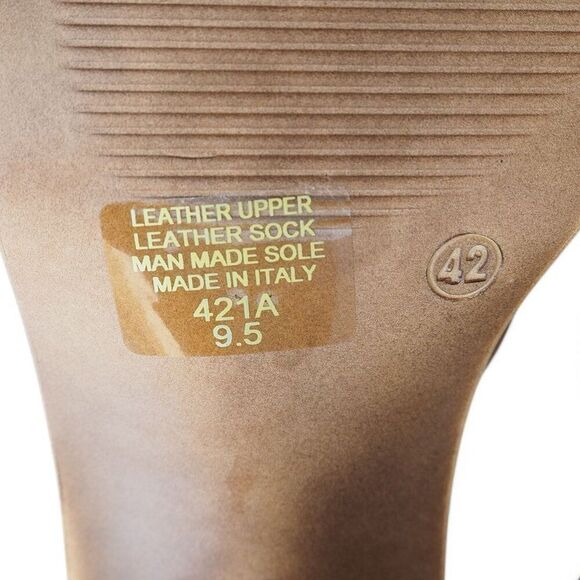 LEATHER UPPER
LEATHER SOCK
MAN MADE SOLE
MADE IN ITALY
421A
9.5
42